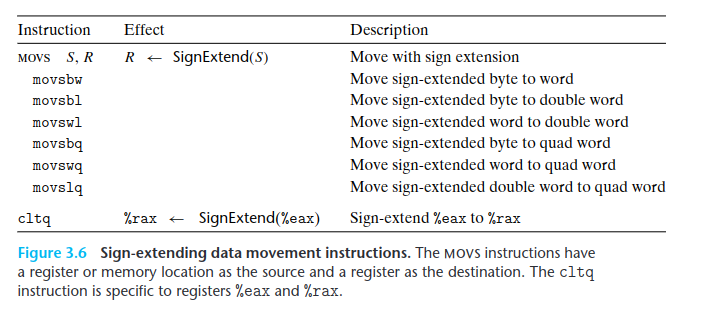 Instruction Effect Description
MOVS S, R R ← SignExtend(S) Move with sign extension
movsbw Move sign-extended byte to word
movsbl Move sign-extended byte to double word
movswl Move sign-extended word to double word
movsbq Move sign-extended byte to quad word
movswq Move sign-extended word to quad word
movslq Move sign-extended double word to quad word
cltq %rax ← SignExtend(%eax) Sign-extend %eax to %rax
Figure 3.6 Sign-extending data movement instructions. The MOVS instructions have
a register or memory location as the source and a register as the destination. The cltq
instruction is specific to registers %eax and %rax.